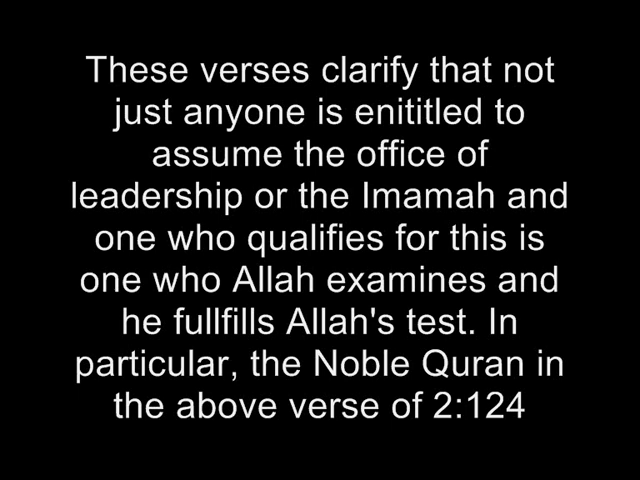 These verses clarify that not
just anyone is enititled to
assume the office of
leadership or the Imamah and
one who qualifies for this is
one who Allah examines and
he fullfills Allah's test. In
particular, the Noble Quran in
the above verse of 2:124